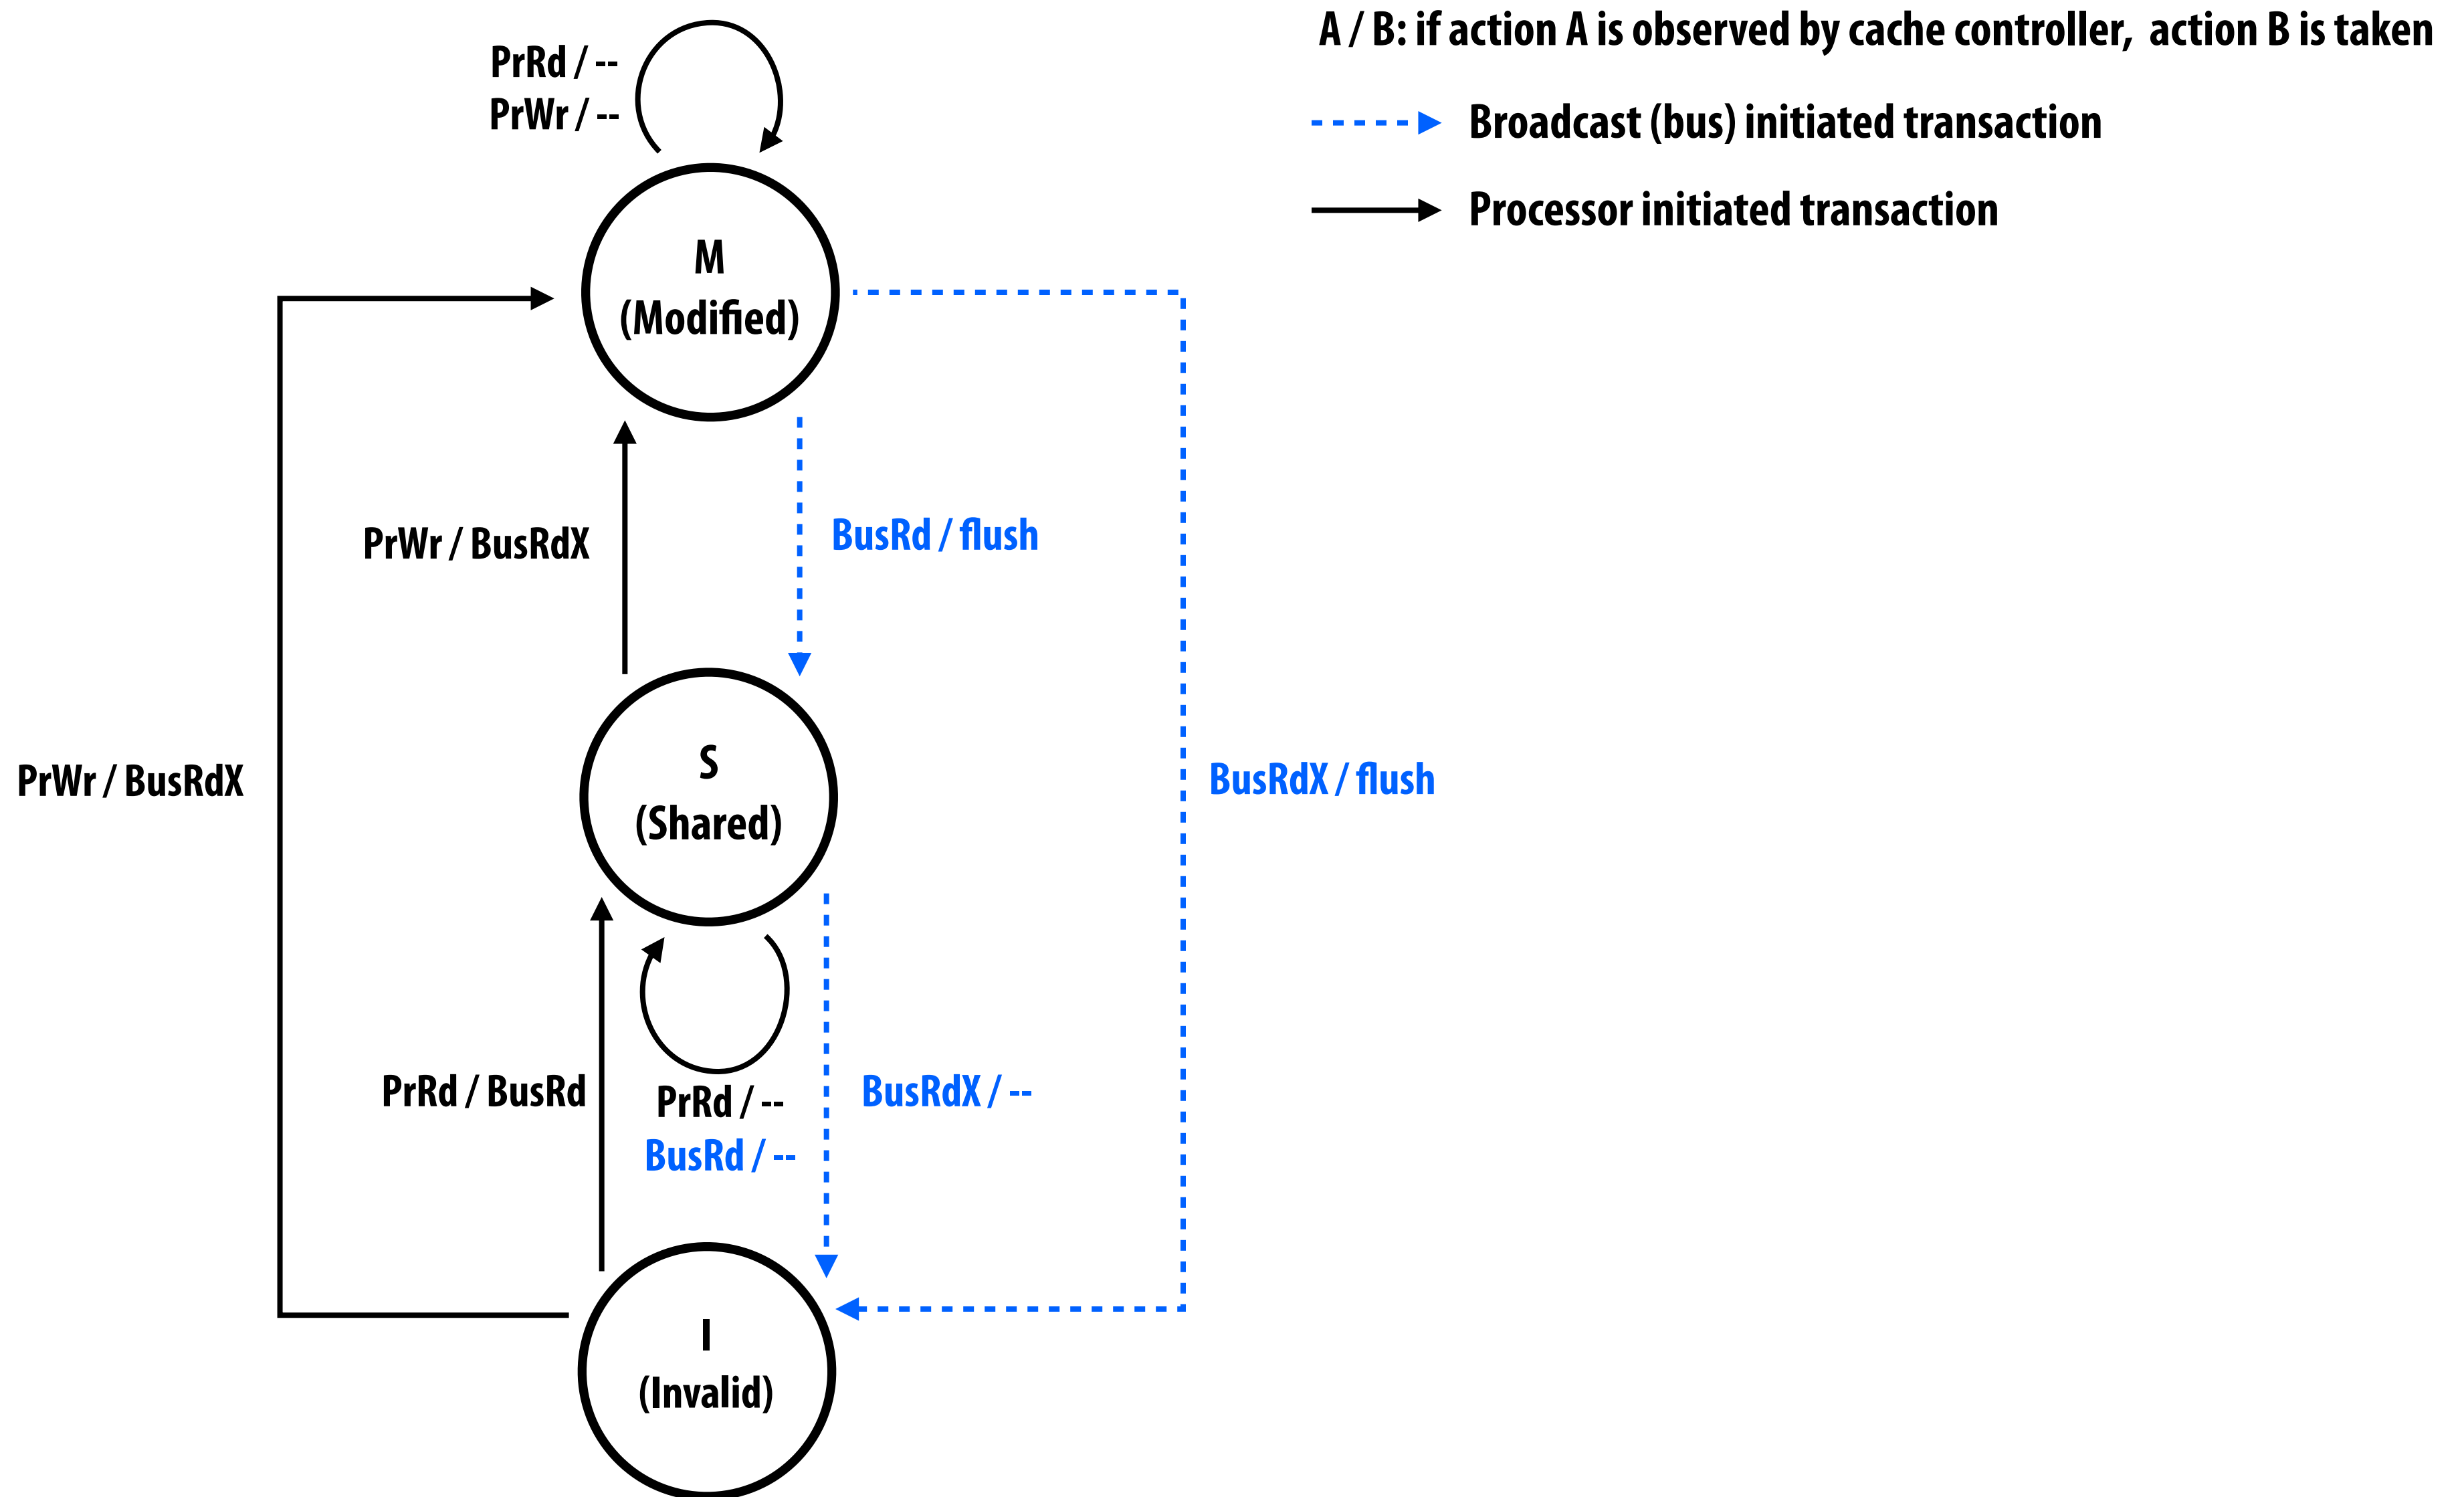 A / B: if action A is observed by cache controller, action B is taken
Broadcast (bus) initiated transaction
Processor initiated transaction
PrRd / --
PrWr / --
M
(Modified)
PrWr / BusRdX
BusRd / flush
S
(Shared)
PrWr / BusRdX
BusRdX / flush
PrRd / BusRd
PrRd / --
BusRd / --
BusRdX / --
I
(Invalid)